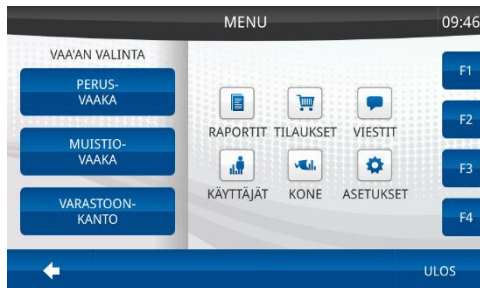 MENU
09:46
VAA'AN VALINTA
PERUS-
VAAKA
MUISTIO-
VAAKA
VARASTOON-
KANTO
RAPORTIT TILAUKSET VIESTIT
KÄYTTÄJÄT KONE ASETUKSET
F1
F2
F3
F4
ULOS